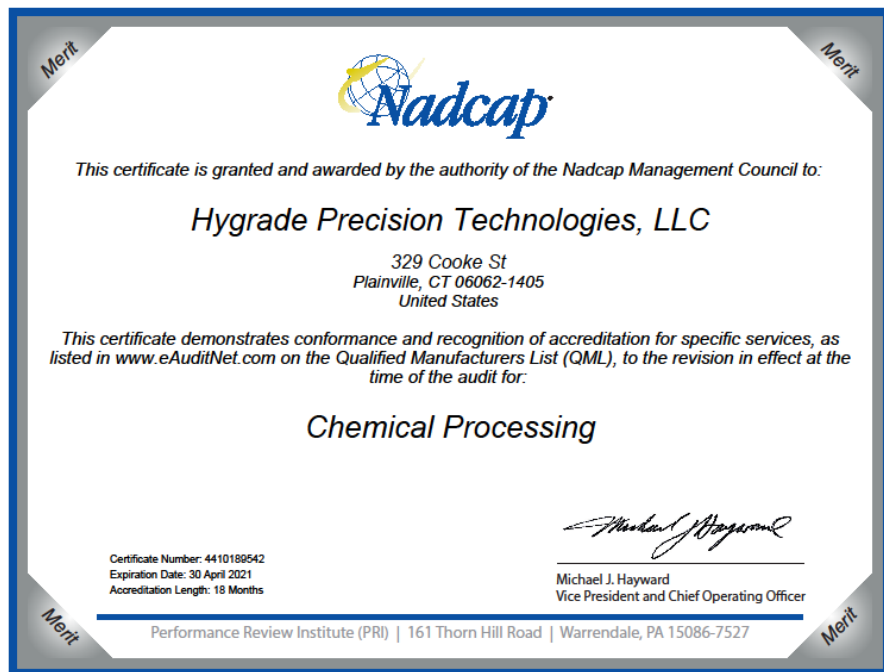 Merit
Merit
Nadcap
This certificate is granted and awarded by the authority of the Nadcap Management Council to:
Hygrade Precision Technologies, LLC
329 Cooke St
Plainville, CT 06062-1405
United States
This certificate demonstrates conformance and recognition of accreditation for specific services, as
listed in www.eAuditNet.com on the Qualified Manufacturers List (QML), to the revision in effect at the
time of the audit for:
Chemical Processing
Certificate Number: 4410189542
Expiration Date: 30 April 2021
Accreditation Length: 18 Months
Michael J. Hayward
Vice President and Chief Operating Officer
Merit
Merit
Performance Review Institute (PRI) | 161 Thorn Hill Road | Warrendale, PA 15086-7527